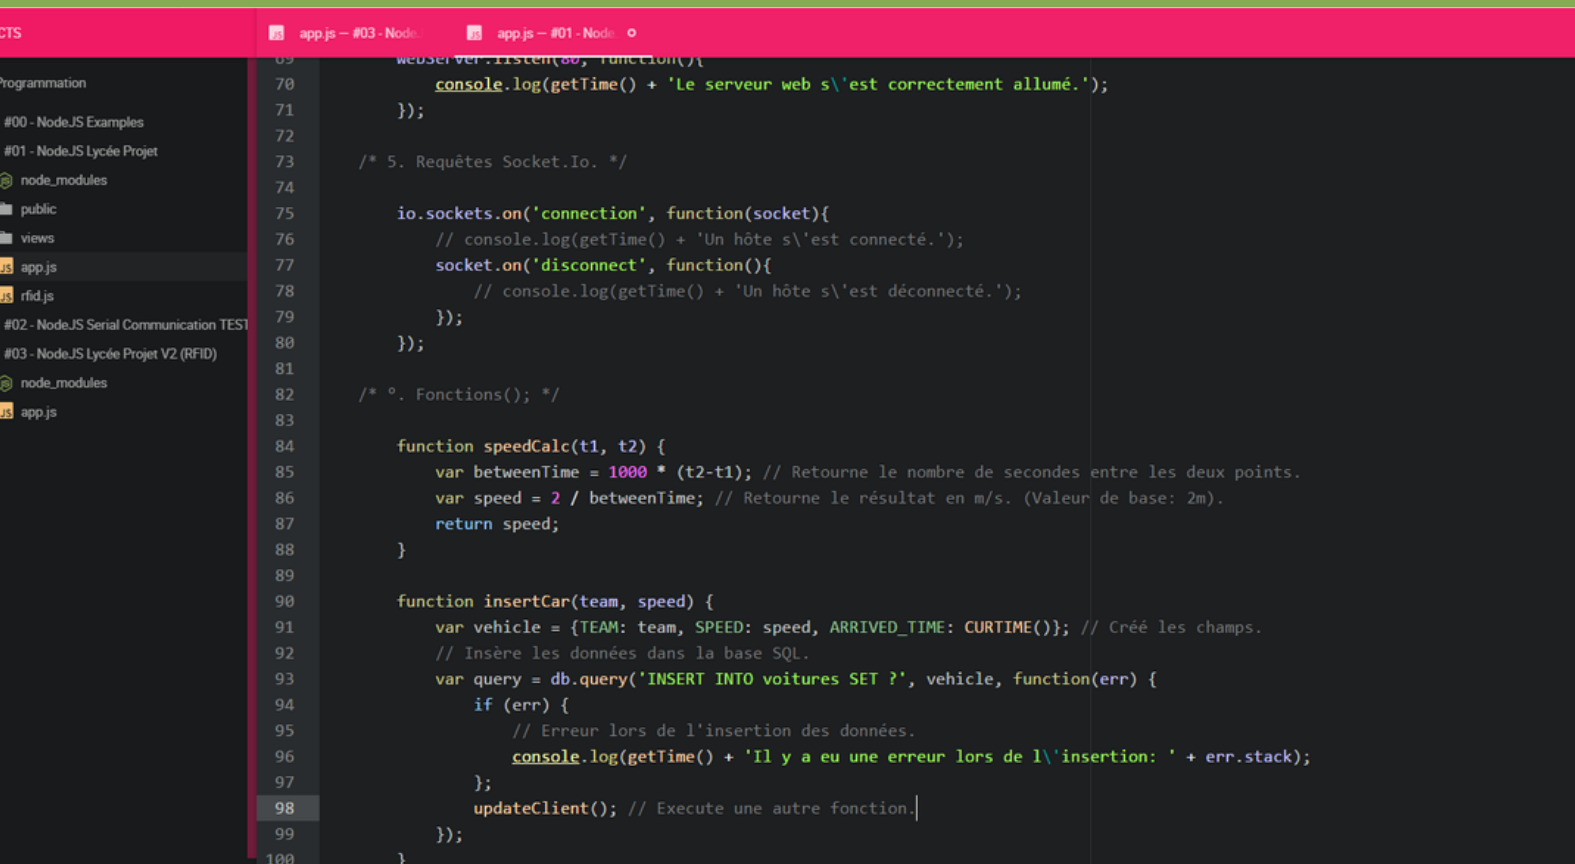 CTS
app.js — #03 - Node
app.js — #01 - Node
Programmation
#00 - NodeJS Examples
#01 - NodeJS Lycée Projet
node_modules
public
views
JS app.js
JS rfid.js
#02 - NodeJS Serial Communication TEST
#03 - NodeJS Lycée Projet V2 (RFID)
node_modules
JS app.js
69 webServer.listen(80, function(){
70 console.log(getTime() + 'Le serveur web s\'est correctement allumé.');
71 });
72
73 /* 5. Requêtes Socket.Io. */
74
75 io.sockets.on('connection', function(socket){
76 // console.log(getTime() + 'Un hôte s\'est connecté.');
77 socket.on('disconnect', function(){
78 // console.log(getTime() + 'Un hôte s\'est déconnecté.');
79 });
80 });
81
82 /* °. Fonctions(); */
83
84 function speedCalc(t1, t2) {
85 var betweenTime = 1000 * (t2-t1); // Retourne le nombre de secondes entre les deux points.
86 var speed = 2 / betweenTime; // Retourne le résultat en m/s. (Valeur de base: 2m).
87 return speed;
88 }
89
90 function insertCar(team, speed) {
91 var vehicle = {TEAM: team, SPEED: speed, ARRIVED_TIME: CURTIME()}; // Créé les champs.
92 // Insère les données dans la base SQL.
93 var query = db.query('INSERT INTO voitures SET ?', vehicle, function(err) {
94 if (err) {
95 // Erreur lors de l'insertion des données.
96 console.log(getTime() + 'Il y a eu une erreur lors de l\'insertion: ' + err.stack);
97 };
98 updateClient(); // Execute une autre fonction.
99 });
100 }